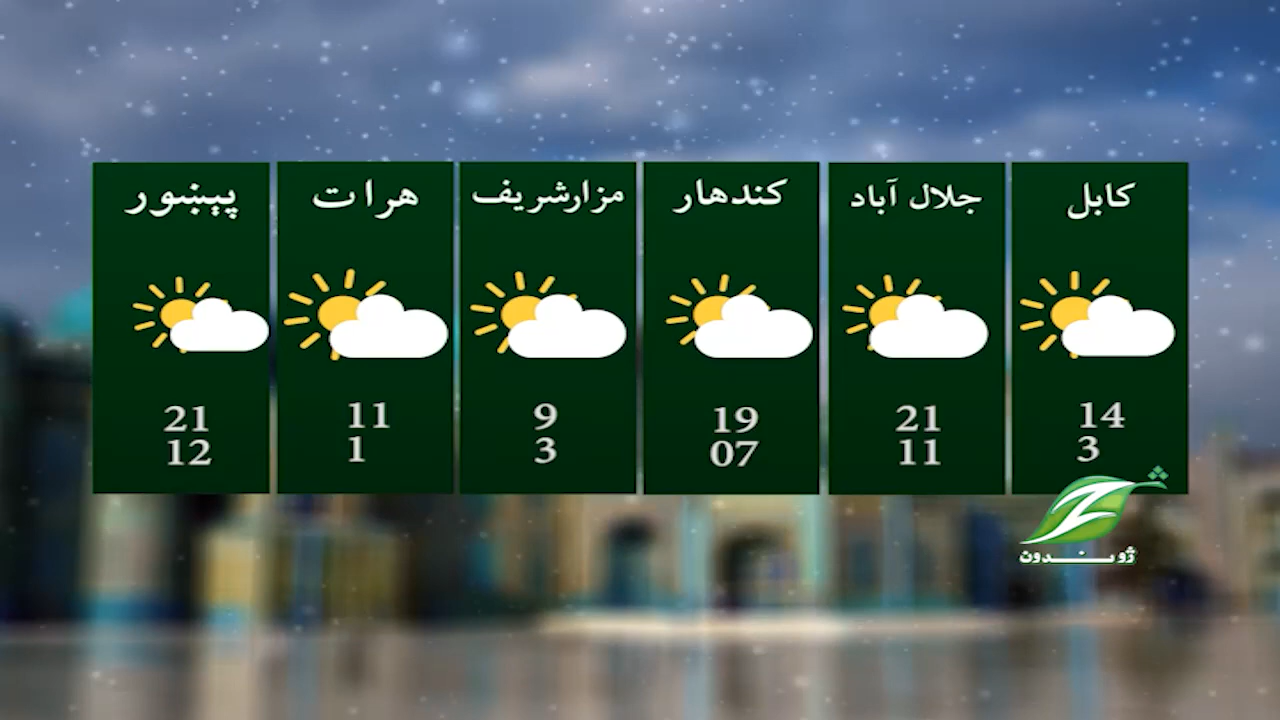 کابل
14
3
جلال آباد
21
11
کندهار
19
07
مزارشریف
9
3
هرات
11
1
پېښور
21
12
Z
ژوندون